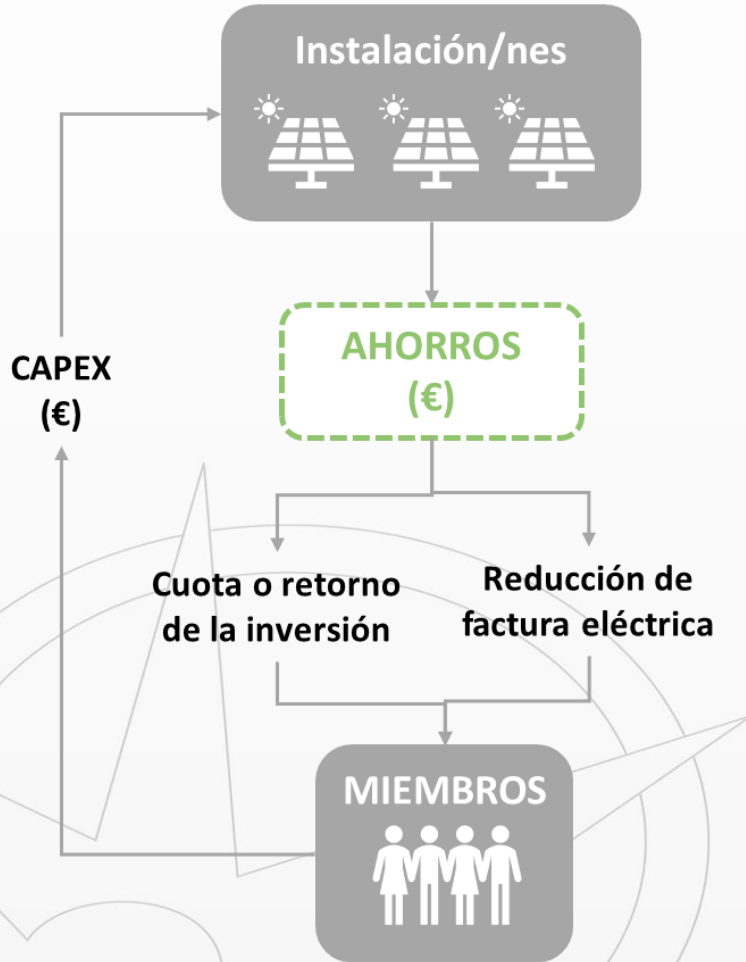 Instalación/nes
AHORROS
(€)
CAPEX
(€)
Cuota o retorno
de la inversión
Reducción de
factura eléctrica
MIEMBROS